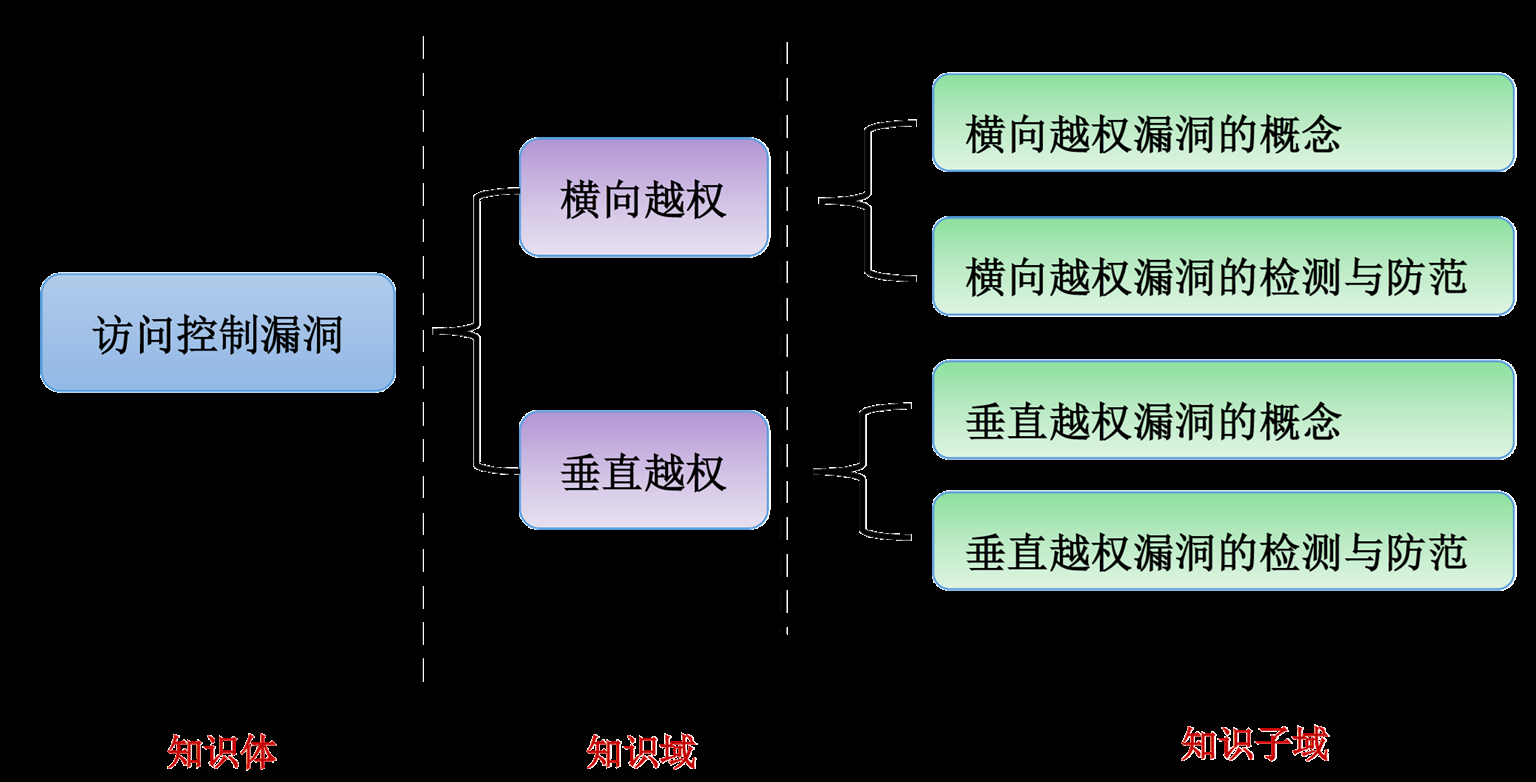 访问控制漏洞
横向越权
垂直越权
横向越权漏洞的概念
横向越权漏洞的检测与防范
垂直越权漏洞的概念
垂直越权漏洞的检测与防范
知识体
知识域
知识子域